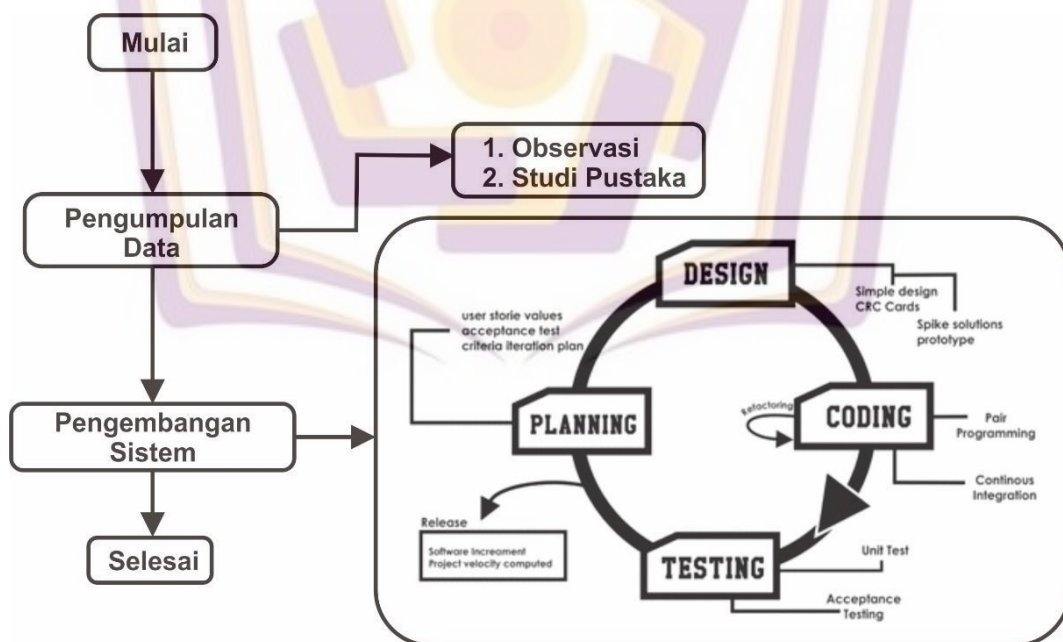 Mulai
1. Observasi
2. Studi Pustaka
Pengumpulan
Data
Pengembangan
Sistem
Selesai
DESIGN
Simple design
CRC Cards
Spike solutions
prototype
user storie values
acceptance test
criteria iteration plan
PLANNING
Refactoring
CODING
Pair
Programming
Continous
Integration
Release
Software Increament
Project velocity computed
TESTING
Unit Test
Acceptance
Testing